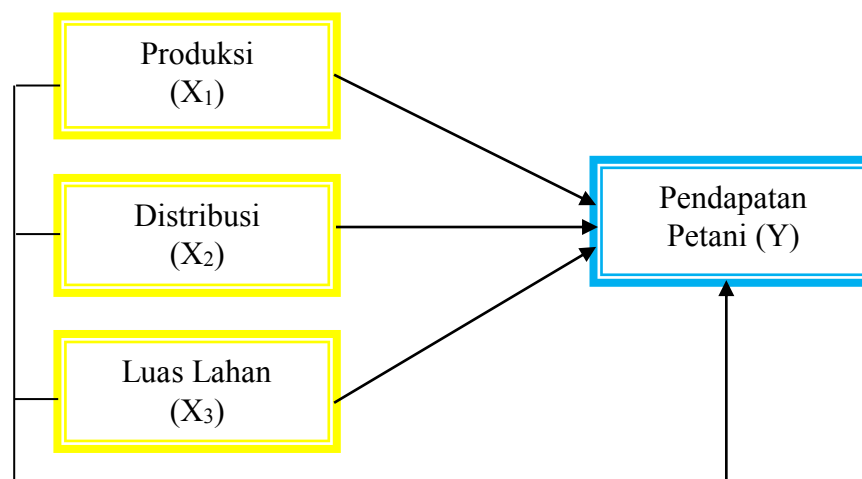 Produksi
(X₁)
Distribusi
(X₂)
Luas Lahan
(X₃)
Pendapatan
Petani (Y)